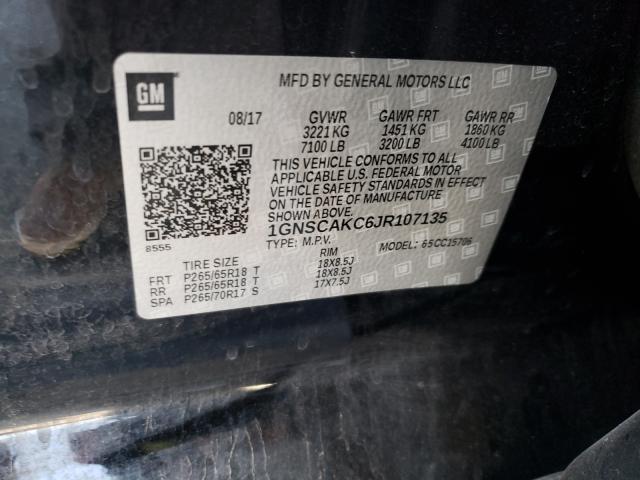 GM
MFD BY GENERAL MOTORS LLC
08/17 GVWR GAWR FRT GAWR RR
3221 KG 1451 KG 1860 KG
7100 LB 3200 LB 4100 LB
THIS VEHICLE CONFORMS TO ALL
APPLICABLE U.S. FEDERAL MOTOR
VEHICLE SAFETY STANDARDS IN EFFECT
ON THE DATE OF MANUFACTURE
SHOWN ABOVE.
1GNSCAKC6JR107135
8555
TYPE: M.P.V. MODEL: 65CC15706
TIRE SIZE RIM
FRT P265/65R18 T 18X8.5J
RR P265/65R18 T 18X8.5J
SPA P265/70R17 S 17X7.5J